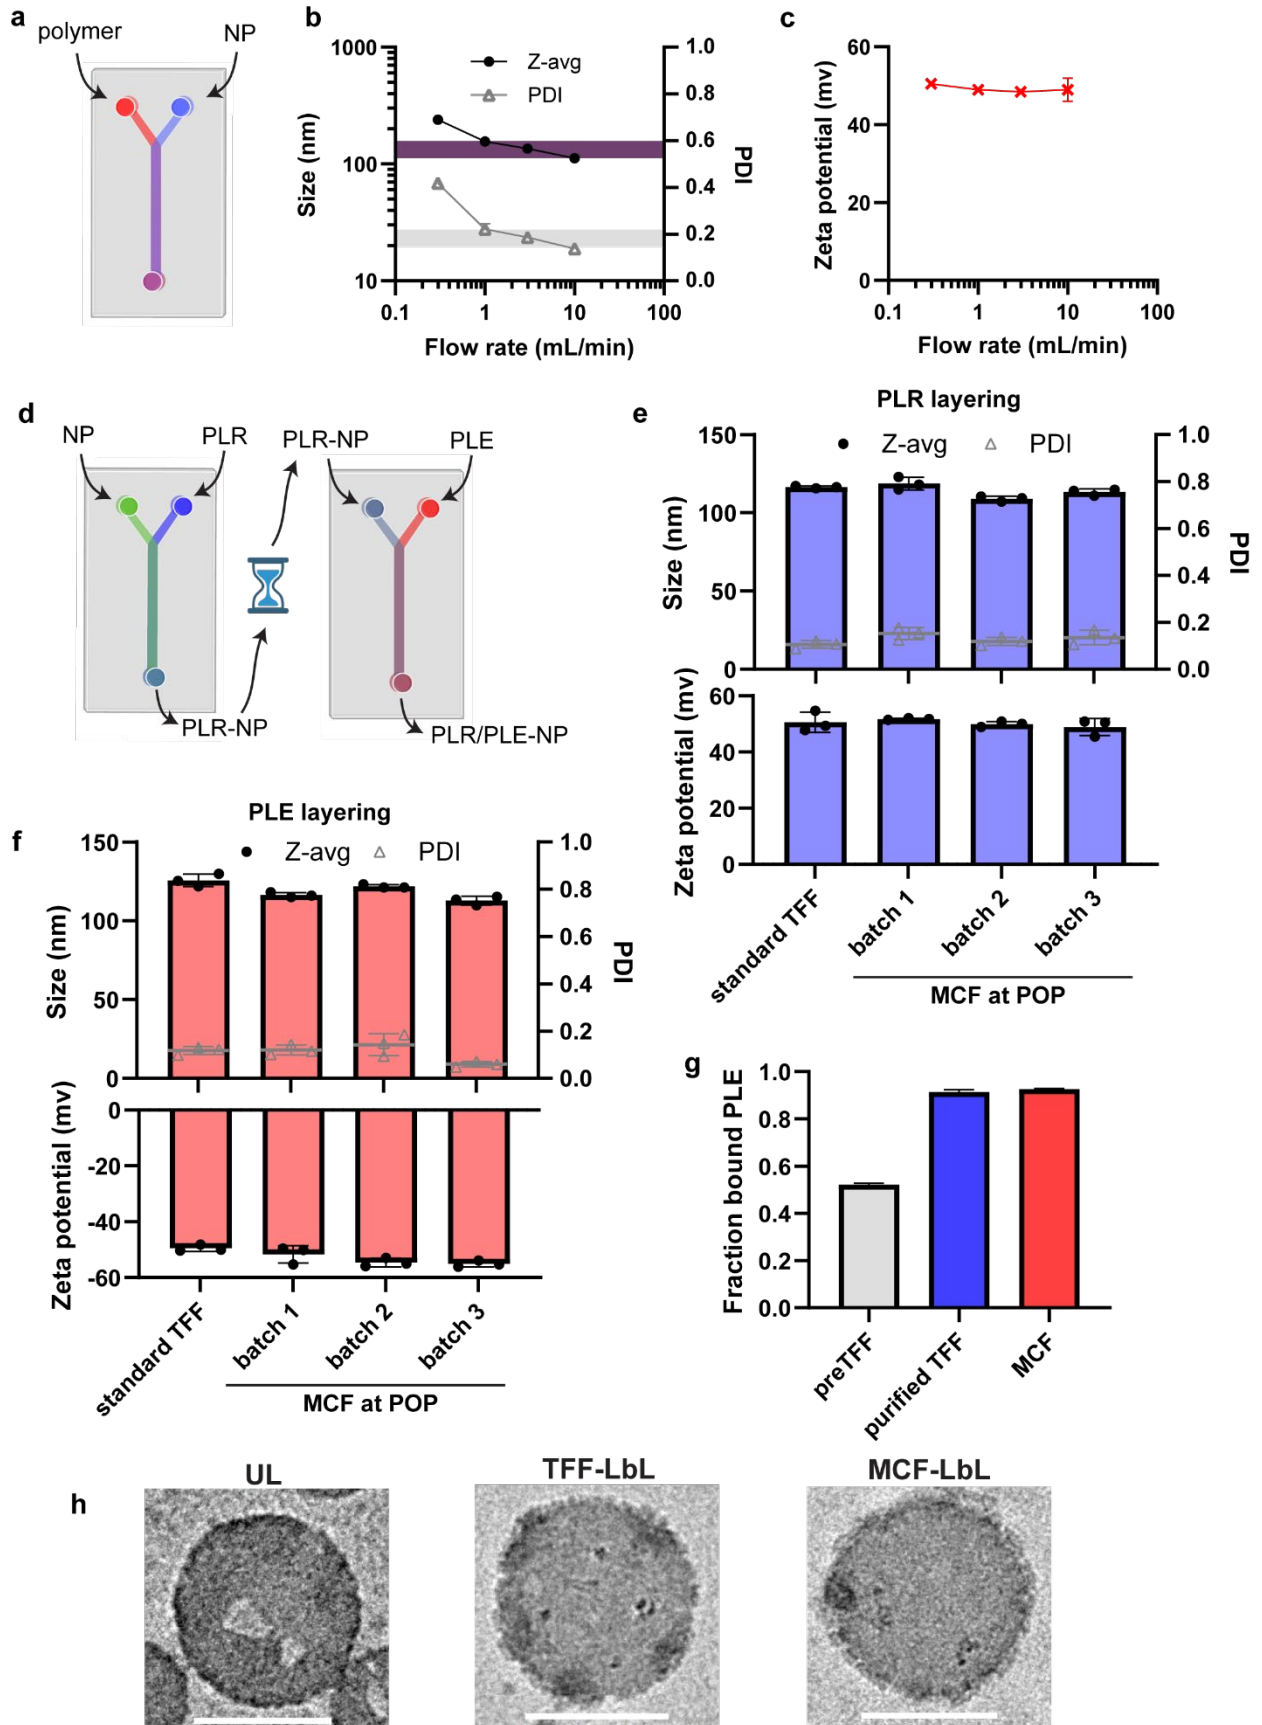 a
polymer
NP
b
1000
100
10
Size (nm)
Z-avg
PDI
1.0
0.8
0.6
0.4
0.2
0.0
PDI
0.1
1
10
100
Flow rate (mL/min)
c
60
40
20
0
Zeta potential (mv)
0.1
1
10
100
Flow rate (mL/min)
d
NP
PLR
PLR-NP
PLE
PLR-NP
PLR/PLE-NP
e
PLR layering
Z-avg
PDI
150
100
50
0
Size (nm)
1.0
0.8
0.6
0.4
0.2
0.0
PDI
60
40
20
0
Zeta potential (mv)
standard TFF
batch 1
batch 2
batch 3
MCF at POP
f
PLE layering
Z-avg
PDI
150
100
50
0
Size (nm)
1.0
0.8
0.6
0.4
0.2
0.0
PDI
0
-20
-40
-60
Zeta potential (mv)
standard TFF
batch 1
batch 2
batch 3
MCF at POP
g
1.0
0.8
0.6
0.4
0.2
0.0
Fraction bound PLE
preTFF
purified TFF
MCF
h
UL
TFF-LbL
MCF-LbL